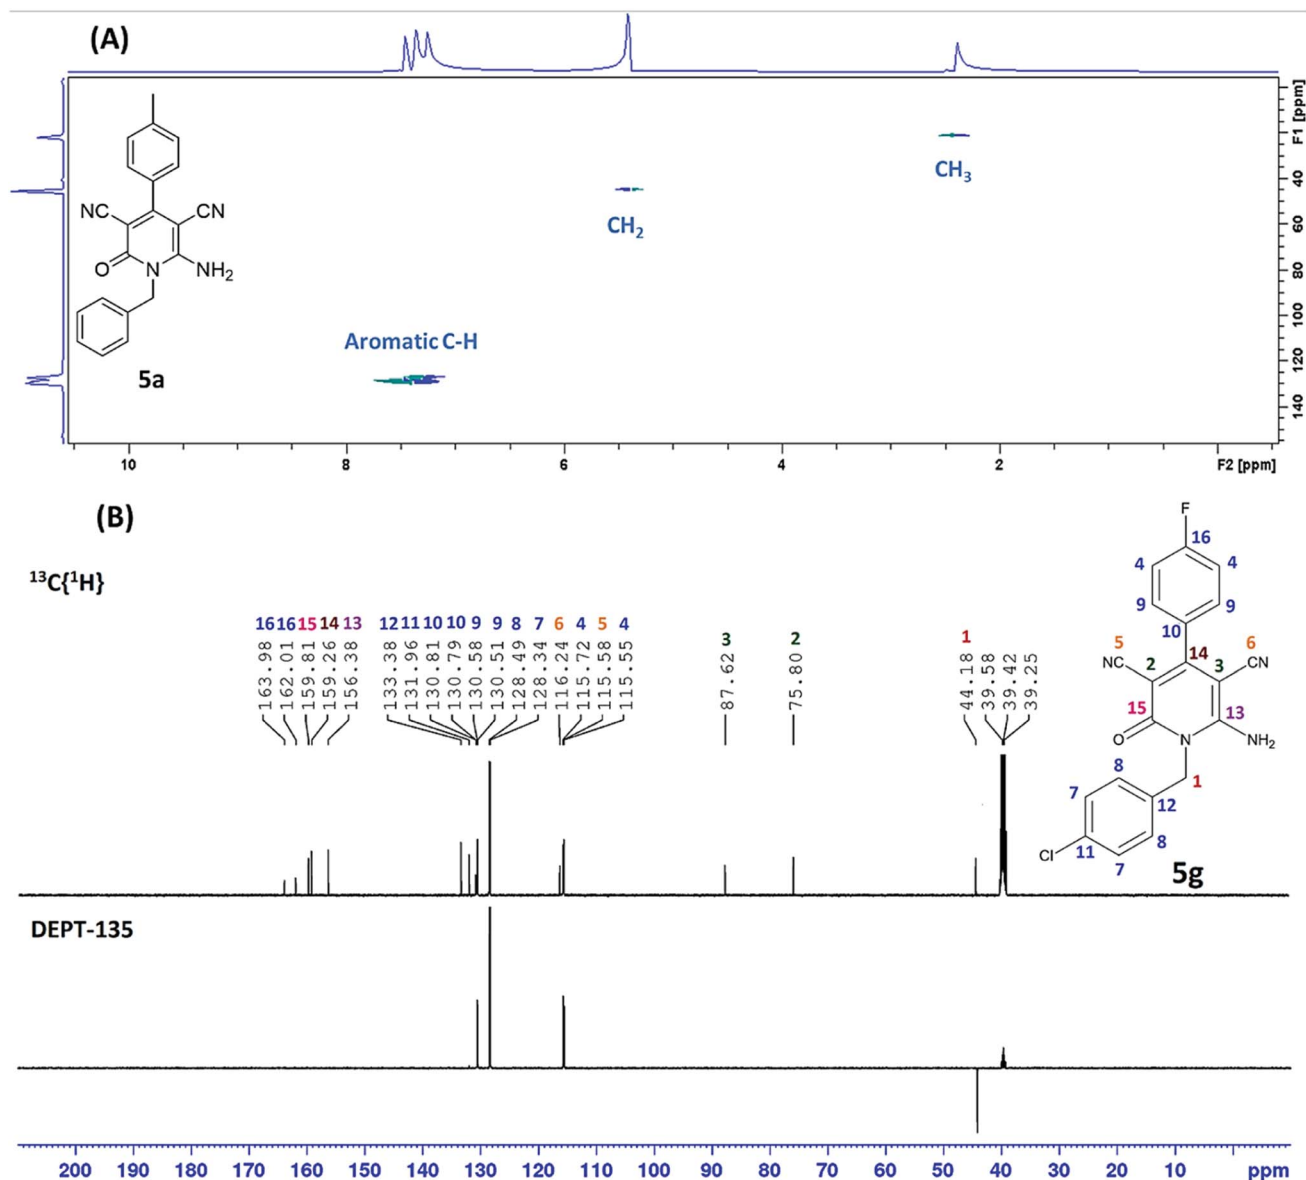 (A)
F1 [ppm]
40
60
80
100
120
140
CH3
CH2
Aromatic C-H
NC
CN
O
N
NH2
5a
10
8
6
4
2
F2 [ppm]
(B)
13C{1H}
16 16 15 14 13 12 11 10 10 9 9 8 7 6 4 5 4 3 2 1
163.98
162.01
159.81
159.26
156.38
133.38
131.96
130.81
130.79
130.58
130.51
128.49
128.34
116.24
115.72
115.58
115.55
87.62
75.80
44.18
39.58
39.42
39.25
F
16
4
4
9
9
10
5
6
NC
14
CN
2
3
15
13
O
N
NH2
8
1
7
12
Cl
11
8
7
5g
DEPT-135
200 190 180 170 160 150 140 130 120 110 100 90 80 70 60 50 40 30 20 10 ppm